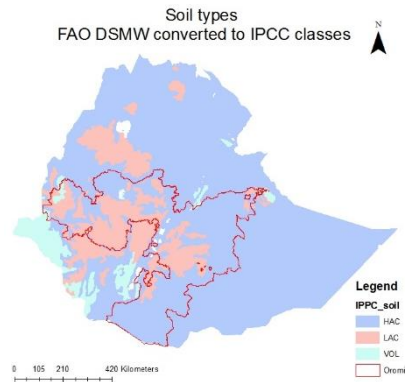 Soil types
FAO DSMW converted to IPCC classes
N
Legend
IPPC_soil
HAC
LAC
VOL
Oromi
0 105 210 420 Kilometers